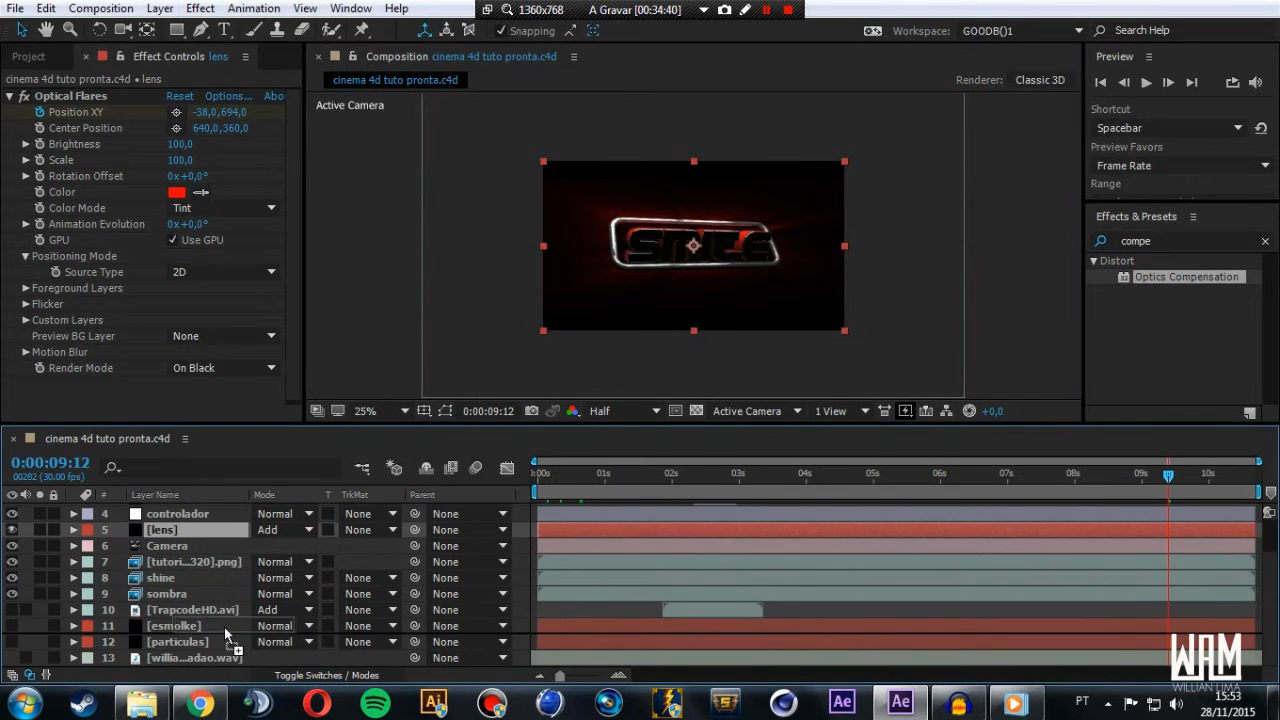 File Edit Composition Layer Effect Animation View Window Help
1360x768 A Gravar [00:34:40]
Snapping Workspace: GOODB()1 Search Help
Project Effect Controls lens
cinema 4d tuto pronta.c4d • lens
fx Optical Flares Reset Options... Abo
Position XY -38,0,694,0
Center Position 640,0,360,0
Brightness 100,0
Scale 100,0
Rotation Offset 0x+0,0°
Color
Color Mode Tint
Animation Evolution 0x+0,0°
GPU Use GPU
Positioning Mode
Source Type 2D
Foreground Layers
Flicker
Custom Layers
Preview BG Layer None
Motion Blur
Render Mode On Black
Composition cinema 4d tuto pronta.c4d
cinema 4d tuto pronta.c4d Renderer: Classic 3D
Active Camera
25% 0:00:09:12 Half Active Camera 1 View +0,0
Preview
Shortcut
Spacebar
Preview Favors
Frame Rate
Range
Effects & Presets
compe
Distort
32 Optics Compensation
cinema 4d tuto pronta.c4d
0:00:09:12
00282 (30.00 fps)
:00s 01s 02s 03s 04s 05s 06s 07s 08s 09s 10s
# Layer Name Mode T TrkMat Parent
4 controlador Normal None None
5 [lens] Add None None
6 Camera None
7 [tutori...320].png] Normal None
8 shine Normal None None
9 sombra Normal None None
10 [TrapcodeHD.avi] Add None None
11 [esmolke] Normal None None
12 [particulas] Normal None None
13 [willia...adao.wav] None
Toggle Switches / Modes
WAM
WILLIAN LIMA
Ai Ae Ae PT 15:53
28/11/2015